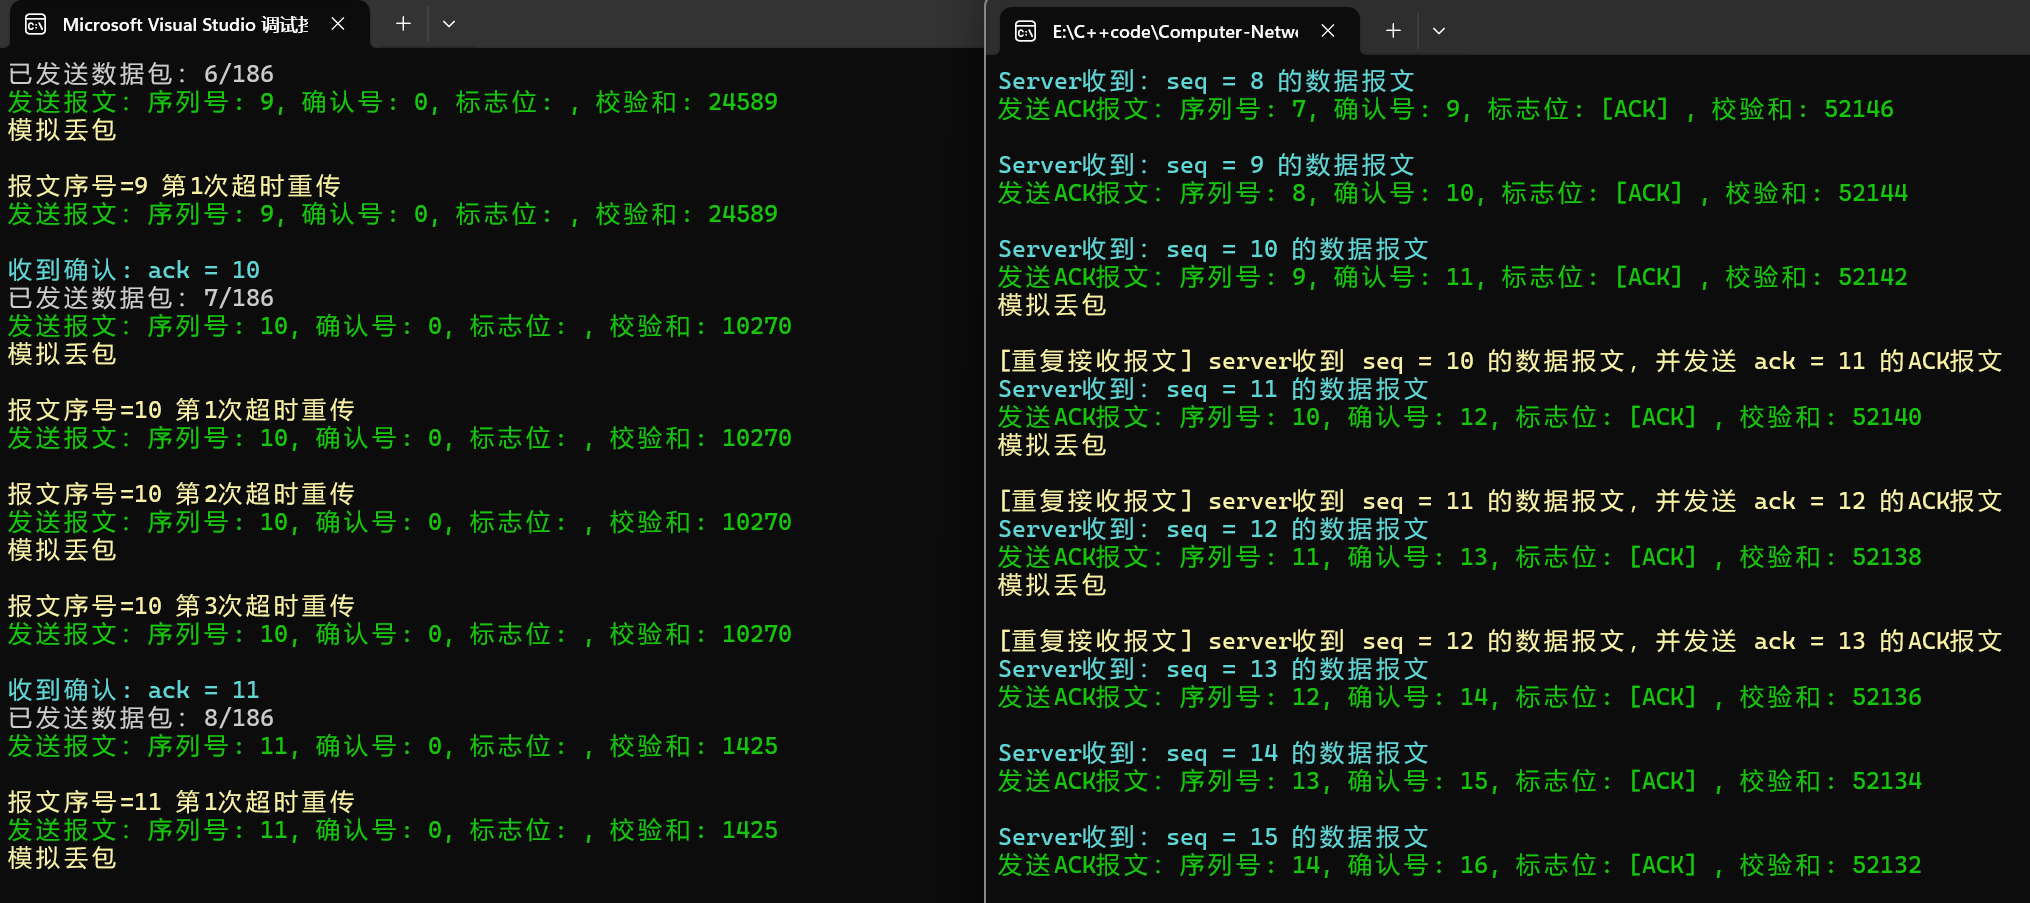 Microsoft Visual Studio 调试
已发送数据包：6/186
发送报文：序列号：9，确认号：0，标志位：，校验和：24589
模拟丢包
报文序号=9 第1次超时重传
发送报文：序列号：9，确认号：0，标志位：，校验和：24589
收到确认：ack = 10
已发送数据包：7/186
发送报文：序列号：10，确认号：0，标志位：，校验和：10270
模拟丢包
报文序号=10 第1次超时重传
发送报文：序列号：10，确认号：0，标志位：，校验和：10270
报文序号=10 第2次超时重传
发送报文：序列号：10，确认号：0，标志位：，校验和：10270
模拟丢包
报文序号=10 第3次超时重传
发送报文：序列号：10，确认号：0，标志位：，校验和：10270
收到确认：ack = 11
已发送数据包：8/186
发送报文：序列号：11，确认号：0，标志位：，校验和：1425
报文序号=11 第1次超时重传
发送报文：序列号：11，确认号：0，标志位：，校验和：1425
模拟丢包
E:\C++code\Computer-Netw
Server收到：seq = 8 的数据报文
发送ACK报文：序列号：7，确认号：9，标志位：[ACK] ，校验和：52146
Server收到：seq = 9 的数据报文
发送ACK报文：序列号：8，确认号：10，标志位：[ACK] ，校验和：52144
Server收到：seq = 10 的数据报文
发送ACK报文：序列号：9，确认号：11，标志位：[ACK] ，校验和：52142
模拟丢包
[重复接收报文] server收到 seq = 10 的数据报文，并发送 ack = 11 的ACK报文
Server收到：seq = 11 的数据报文
发送ACK报文：序列号：10，确认号：12，标志位：[ACK] ，校验和：52140
模拟丢包
[重复接收报文] server收到 seq = 11 的数据报文，并发送 ack = 12 的ACK报文
Server收到：seq = 12 的数据报文
发送ACK报文：序列号：11，确认号：13，标志位：[ACK] ，校验和：52138
模拟丢包
[重复接收报文] server收到 seq = 12 的数据报文，并发送 ack = 13 的ACK报文
Server收到：seq = 13 的数据报文
发送ACK报文：序列号：12，确认号：14，标志位：[ACK] ，校验和：52136
Server收到：seq = 14 的数据报文
发送ACK报文：序列号：13，确认号：15，标志位：[ACK] ，校验和：52134
Server收到：seq = 15 的数据报文
发送ACK报文：序列号：14，确认号：16，标志位：[ACK] ，校验和：52132